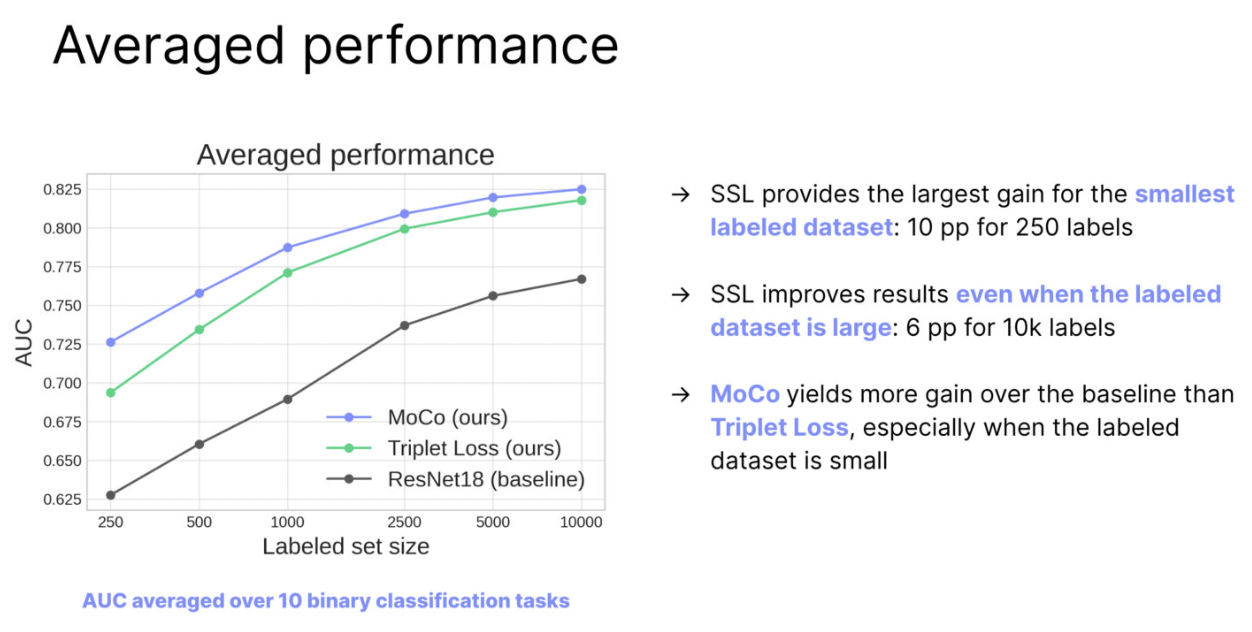 Averaged performance
Averaged performance
0.825
0.800
0.775
0.750
0.725
0.700
0.675
0.650
0.625
AUC
MoCo (ours)
Triplet Loss (ours)
ResNet18 (baseline)
250 500 1000 2500 5000 10000
Labeled set size
AUC averaged over 10 binary classification tasks
→ SSL provides the largest gain for the smallest
labeled dataset: 10 pp for 250 labels
→ SSL improves results even when the labeled
dataset is large: 6 pp for 10k labels
→ MoCo yields more gain over the baseline than
Triplet Loss, especially when the labeled
dataset is small